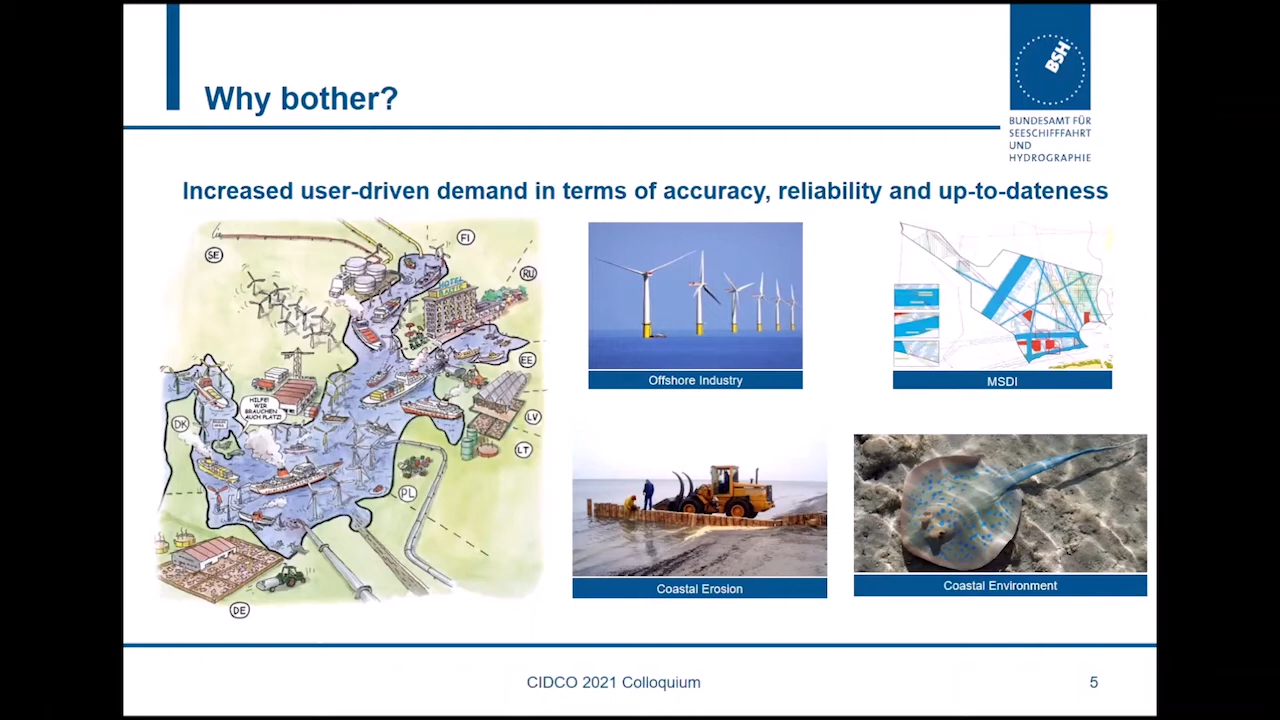 Why bother?
BSH
BUNDESAMT FÜR
SEESCHIFFFAHRT
UND
HYDROGRAPHIE
Increased user-driven demand in terms of accuracy, reliability and up-to-dateness
SE
FI
RU
HOTEL
EE
HILFE! WIR
BRAUCHEN
AUCH PLATZ!
DK
LV
LT
PL
DE
Offshore Industry
MSDI
Coastal Erosion
Coastal Environment
CIDCO 2021 Colloquium
5